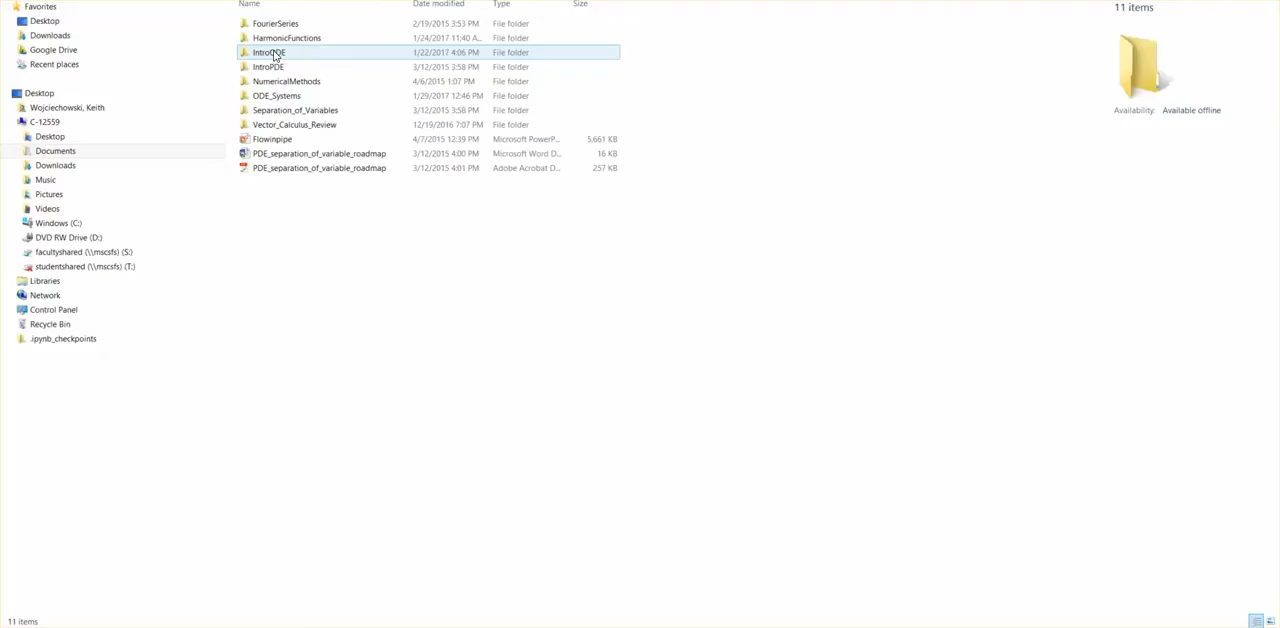 Favorites
Desktop
Downloads
Google Drive
Recent places
Desktop
Wojciechowski, Keith
C-12559
Desktop
Documents
Downloads
Music
Pictures
Videos
Windows (C:)
DVD RW Drive (D:)
facultyshared (\\mscsfs) (S:)
studentshared (\\mscsfs) (T:)
Libraries
Network
Control Panel
Recycle Bin
.ipynb_checkpoints
Name Date modified Type Size
FourierSeries 2/19/2015 3:53 PM File folder
HarmonicFunctions 1/24/2017 11:40 A... File folder
IntroODE 1/22/2017 4:06 PM File folder
IntroPDE 3/12/2015 3:58 PM File folder
NumericalMethods 4/6/2015 1:07 PM File folder
ODE_Systems 1/29/2017 12:46 PM File folder
Separation_of_Variables 3/12/2015 3:58 PM File folder
Vector_Calculus_Review 12/19/2016 7:07 PM File folder
Flowinpipe 4/7/2015 12:39 PM Microsoft PowerP... 5,661 KB
PDE_separation_of_variable_roadmap 3/12/2015 4:00 PM Microsoft Word D... 16 KB
PDE_separation_of_variable_roadmap 3/12/2015 4:01 PM Adobe Acrobat D... 257 KB
11 items
Availability: Available offline
11 items